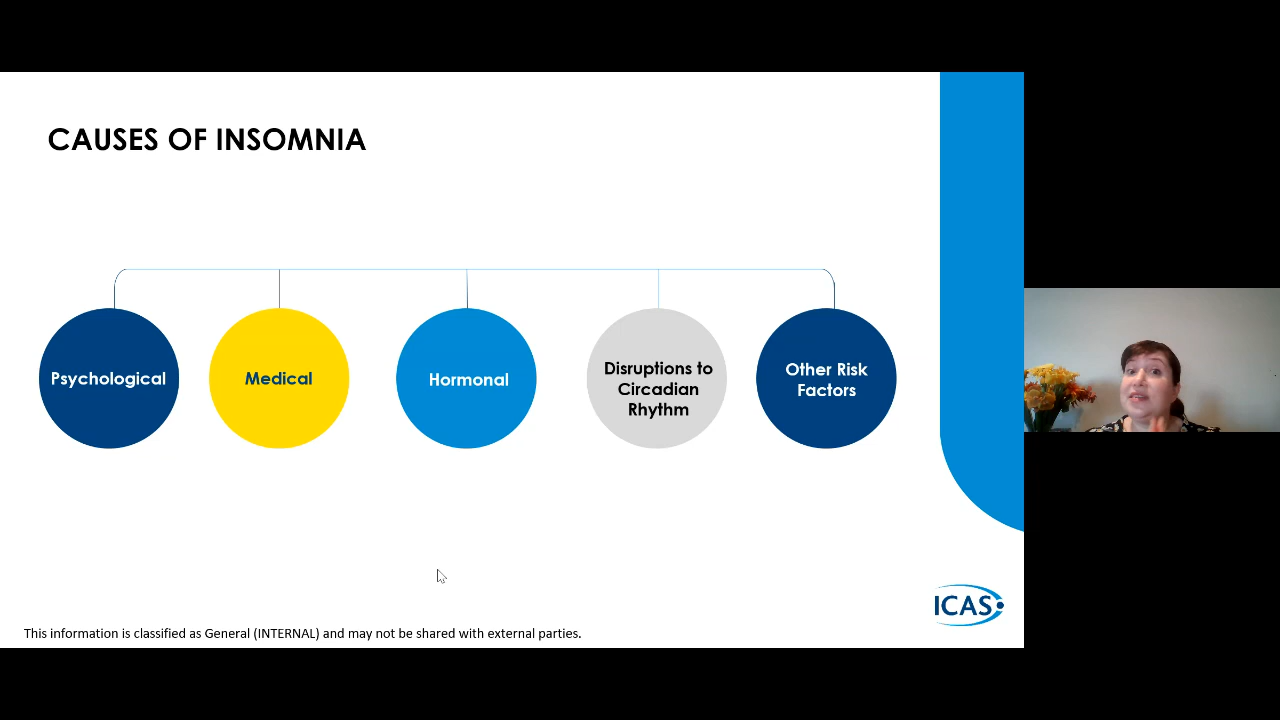 CAUSES OF INSOMNIA
Psychological
Medical
Hormonal
Disruptions to
Circadian
Rhythm
Other Risk
Factors
ICAS
This information is classified as General (INTERNAL) and may not be shared with external parties.